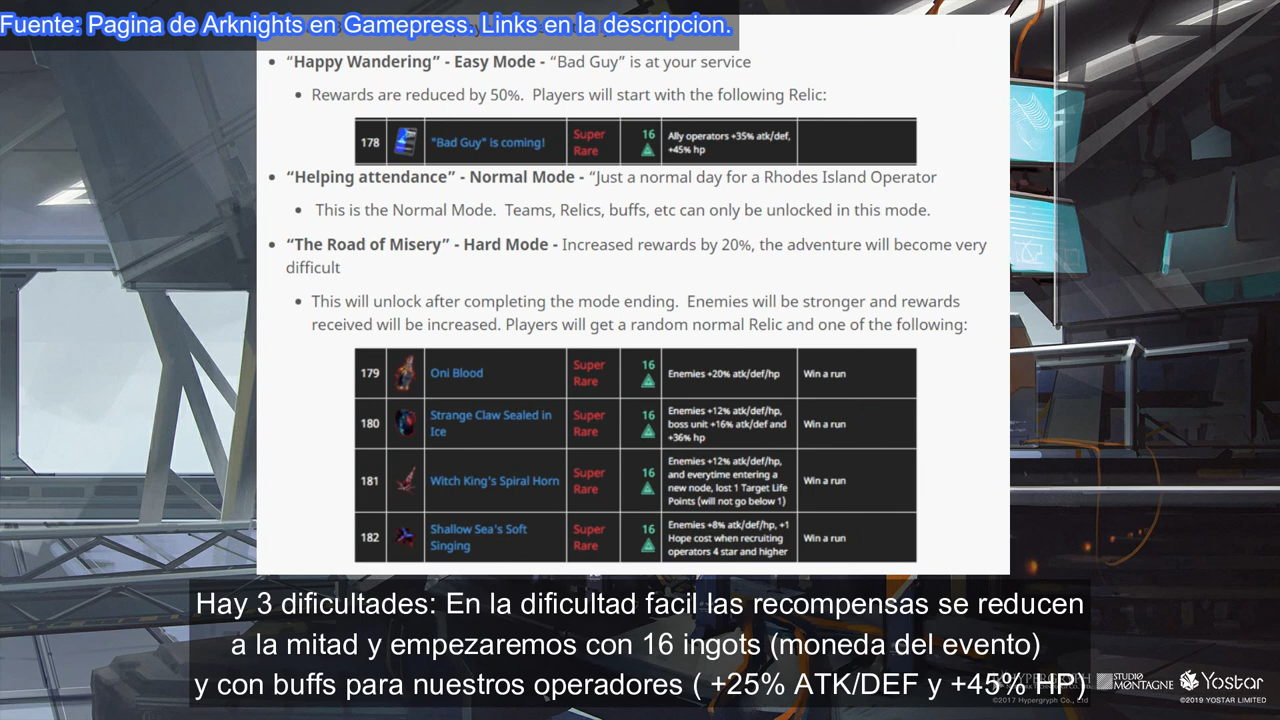 Fuente: Pagina de Arknights en Gamepress. Links en la descripcion.
• “Happy Wandering” - Easy Mode - “Bad Guy” is at your service
• Rewards are reduced by 50%. Players will start with the following Relic:
178 "Bad Guy" is coming! Super Rare 16 Ally operators +35% atk/def, +45% hp
• “Helping attendance” - Normal Mode - “Just a normal day for a Rhodes Island Operator
• This is the Normal Mode. Teams, Relics, buffs, etc can only be unlocked in this mode.
• “The Road of Misery” - Hard Mode - Increased rewards by 20%, the adventure will become very
difficult
• This will unlock after completing the mode ending. Enemies will be stronger and rewards
received will be increased. Players will get a random normal Relic and one of the following:
179 Oni Blood Super Rare 16 Enemies +20% atk/def/hp Win a run
180 Strange Claw Sealed in Ice Super Rare 16 Enemies +12% atk/def/hp, boss unit +16% atk/def and +36% hp Win a run
181 Witch King's Spiral Horn Super Rare 16 Enemies +12% atk/def/hp, and everytime entering a new node, lost 1 Target Life Points (will not go below 1) Win a run
182 Shallow Sea's Soft Singing Super Rare 16 Enemies +8% atk/def/hp, +1 Hope cost when recruiting operators 4 star and higher Win a run
Hay 3 dificultades: En la dificultad facil las recompensas se reducen
a la mitad y empezaremos con 16 ingots (moneda del evento)
y con buffs para nuestros operadores ( +25% ATK/DEF y +45% HP )
HYPERGRYPH
©2017 Hypergryph Co., Ltd
STUDIO MONTAGNE
Yostar
©2019 YOSTAR LIMITED